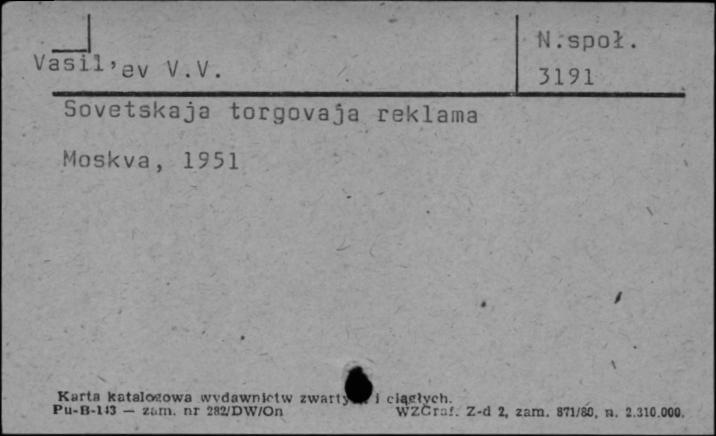 N.społ.
Vasil'ev V.V.
3191
Sovetskaja torgovaja reklama
Moskva, 1951
Karta katalogowa wydawnictw zwartych i ciągłych.
Pu-B-143 — zam. nr 282/DW/On WZGraf. Z-d 2, zam. 871/80, n. 2.310.000.